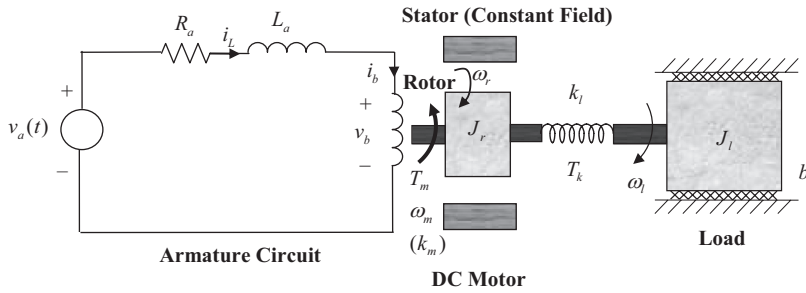 Stator (Constant Field)
R_a
i_L
L_a
i_b
ω_r
Rotor
k_l
+
+
v_a(t)
v_b
J_r
J_l
−
−
T_m
T_k
ω_l
b
ω_m
(k_m)
Load
Armature Circuit
DC Motor